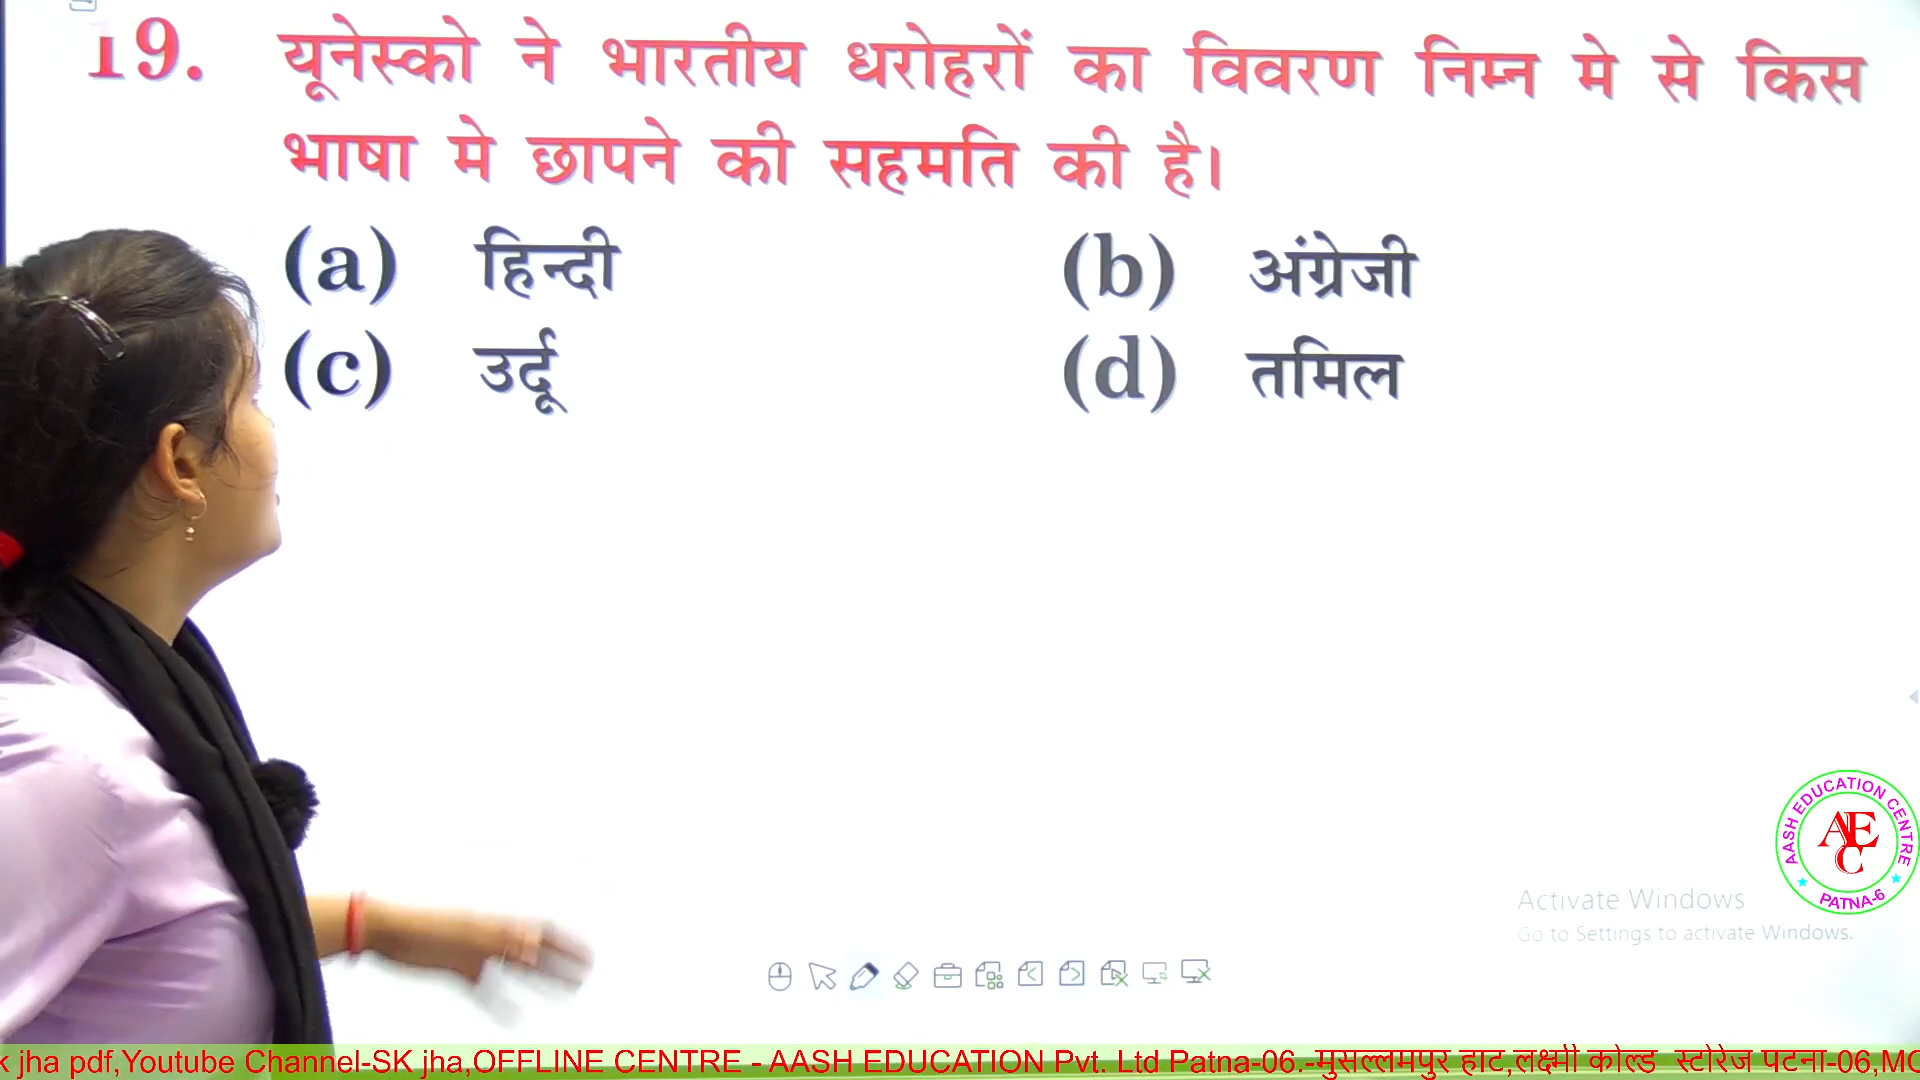 19. यूनेस्को ने भारतीय धरोहरों का विवरण निम्न मे से किस
भाषा मे छापने की सहमति की है।
(a) हिन्दी (b) अंग्रेजी
(c) उर्दू (d) तमिल
AASH EDUCATION CENTRE
AEC
PATNA-6
Activate Windows
Go to Settings to activate Windows.
k jha pdf,Youtube Channel-SK jha,OFFLINE CENTRE - AASH EDUCATION Pvt. Ltd Patna-06.-मुसल्लमपुर हाट,लक्ष्मी कोल्ड स्टोरेज पटना-06,MO